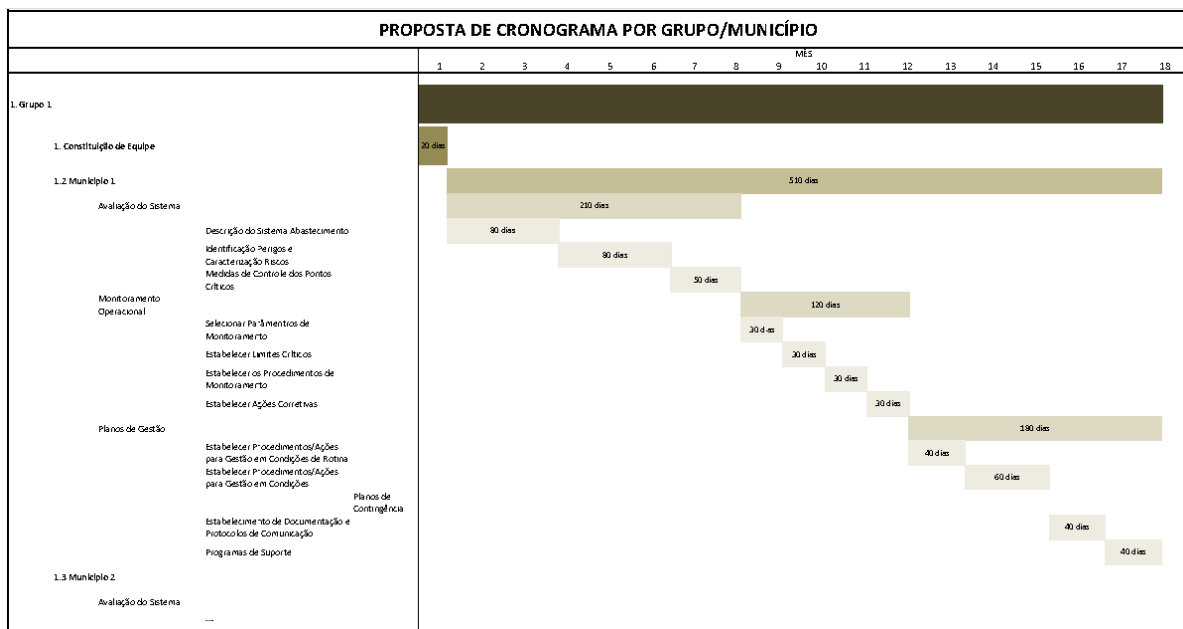 PROPOSTA DE CRONOGRAMA POR GRUPO/MUNICÍPIO
MÊS
1 2 3 4 5 6 7 8 9 10 11 12 13 14 15 16 17 18
1. Grupo 1
1. Constituição de Equipe
20 dias
1.2 Município 1
510 dias
Avaliação do Sistema
210 dias
Descrição do Sistema Abastecimento
80 dias
Identificação Perigos e
Caracterização Riscos
80 dias
Medidas de Controle dos Pontos
Críticos
50 dias
Monitoramento
Operacional
120 dias
Selecionar Parâmentros de
Monitoramento
30 dias
Estabelecer Limites Críticos
30 dias
Estabelecer os Procedimentos de
Monitoramento
30 dias
Estabelecer Ações Corretivas
30 dias
Planos de Gestão
180 dias
Estabelecer Procedimentos/Ações
para Gestão em Condições de Rotina
40 dias
Estabelecer Procedimentos/Ações
para Gestão em Condições
60 dias
Planos de
Contingência
Estabelecimento de Documentação e
Protocolos de Comunicação
40 dias
Programas de Suporte
40 dias
1.3 Município 2
Avaliação do Sistema
...